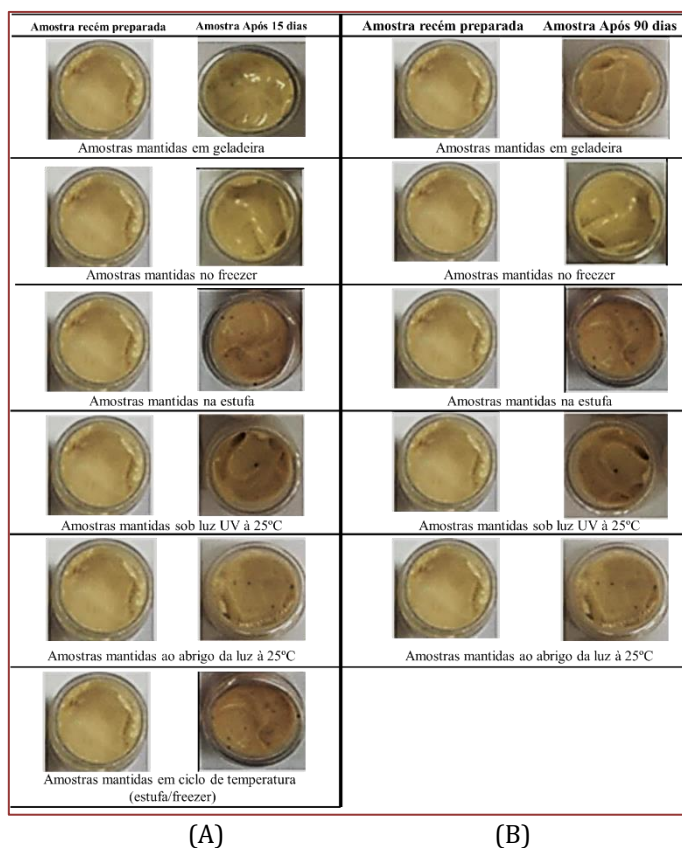 Amostra recém preparada Amostra Após 15 dias
Amostras mantidas em geladeira
Amostras mantidas no freezer
Amostras mantidas na estufa
Amostras mantidas sob luz UV à 25ºC
Amostras mantidas ao abrigo da luz à 25ºC
Amostras mantidas em ciclo de temperatura
(estufa/freezer)
(A)
Amostra recém preparada Amostra Após 90 dias
Amostras mantidas em geladeira
Amostras mantidas no freezer
Amostras mantidas na estufa
Amostras mantidas sob luz UV à 25ºC
Amostras mantidas ao abrigo da luz à 25ºC
(B)